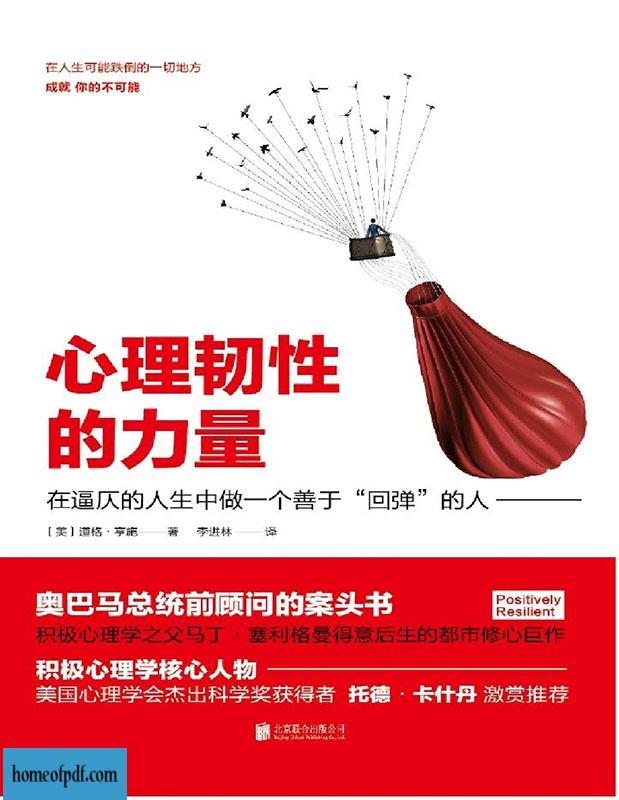 在人生可能跌倒的一切地方
成就 你的不可能
心理韧性
的力量
在逼仄的人生中做一个善于“回弹”的人
［美］道格·亨施 著 李进林 译
奥巴马总统前顾问的案头书
Positively
Resilient
积极心理学之父马丁·塞利格曼得意后生的都市修心巨作
积极心理学核心人物
美国心理学会杰出科学奖获得者 托德·卡什丹 激赏推荐
北京联合出版公司
Beijing United Publishing Co.,Ltd.
homeofpdf.com